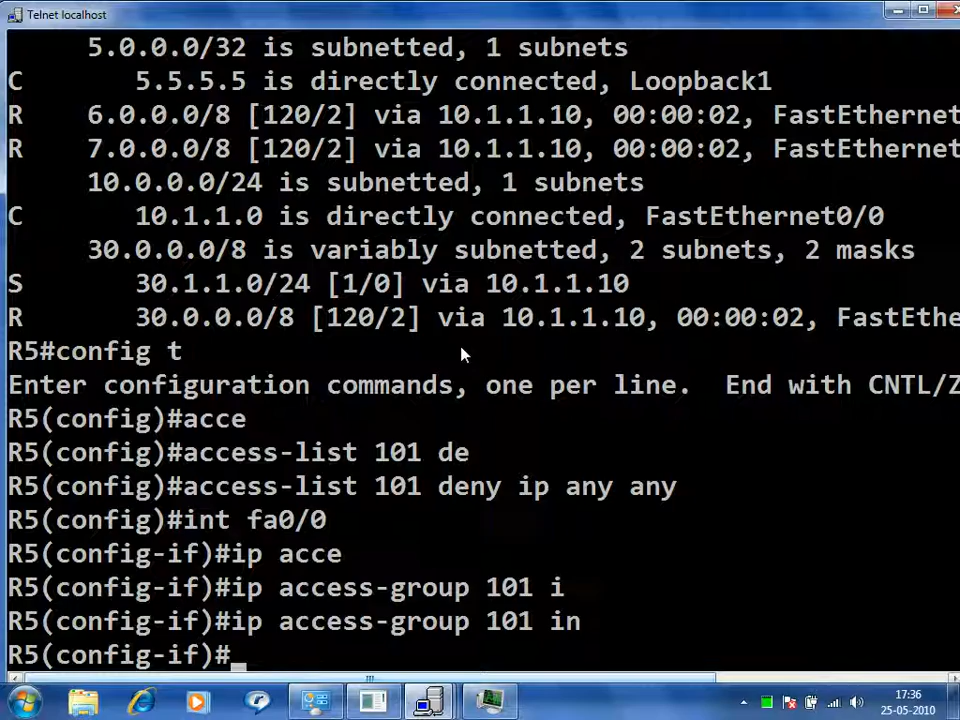 Telnet localhost
5.0.0.0/32 is subnetted, 1 subnets
C 5.5.5.5 is directly connected, Loopback1
R 6.0.0.0/8 [120/2] via 10.1.1.10, 00:00:02, FastEthernet
R 7.0.0.0/8 [120/2] via 10.1.1.10, 00:00:02, FastEthernet
10.0.0.0/24 is subnetted, 1 subnets
C 10.1.1.0 is directly connected, FastEthernet0/0
30.0.0.0/8 is variably subnetted, 2 subnets, 2 masks
S 30.1.1.0/24 [1/0] via 10.1.1.10
R 30.0.0.0/8 [120/2] via 10.1.1.10, 00:00:02, FastEthe
R5#config t
Enter configuration commands, one per line. End with CNTL/Z
R5(config)#acce
R5(config)#access-list 101 de
R5(config)#access-list 101 deny ip any any
R5(config)#int fa0/0
R5(config-if)#ip acce
R5(config-if)#ip access-group 101 i
R5(config-if)#ip access-group 101 in
R5(config-if)#_
17:36
25-05-2010